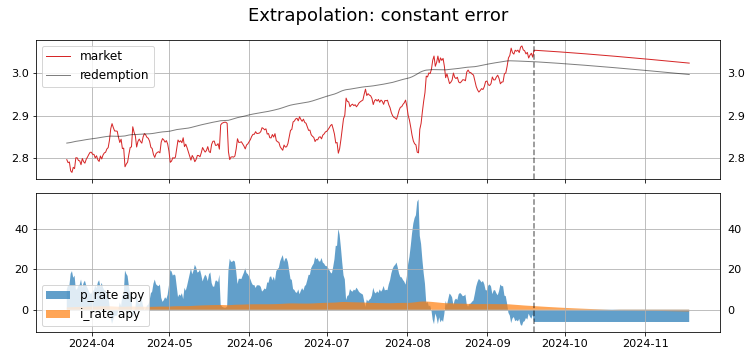 Extrapolation: constant error
market
redemption
3.0
2.9
2.8
3.0
2.9
2.8
40
20
0
40
20
0
p_rate apy
i_rate apy
2024-04 2024-05 2024-06 2024-07 2024-08 2024-09 2024-10 2024-11